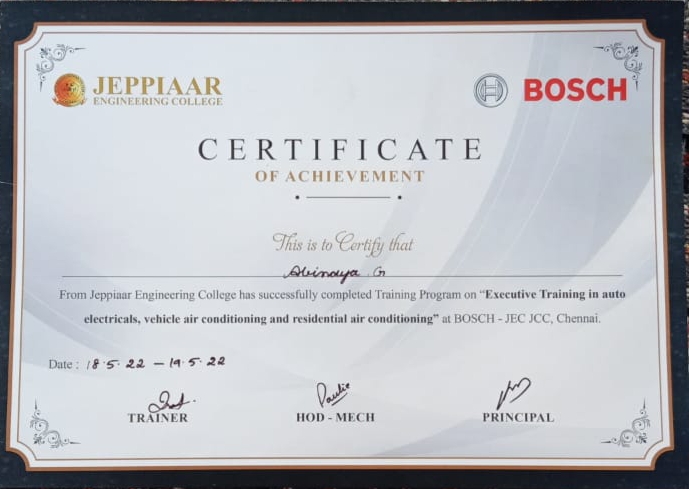 JEPPIAAR
ENGINEERING COLLEGE
BOSCH
CERTIFICATE
OF ACHIEVEMENT
This is to Certify that
Abinaya G
From Jeppiaar Engineering College has successfully completed Training Program on “Executive Training in auto
electricals, vehicle air conditioning and residential air conditioning” at BOSCH - JEC JCC, Chennai.
Date : 18.5.22 – 19.5.22
TRAINER
HOD - MECH
PRINCIPAL